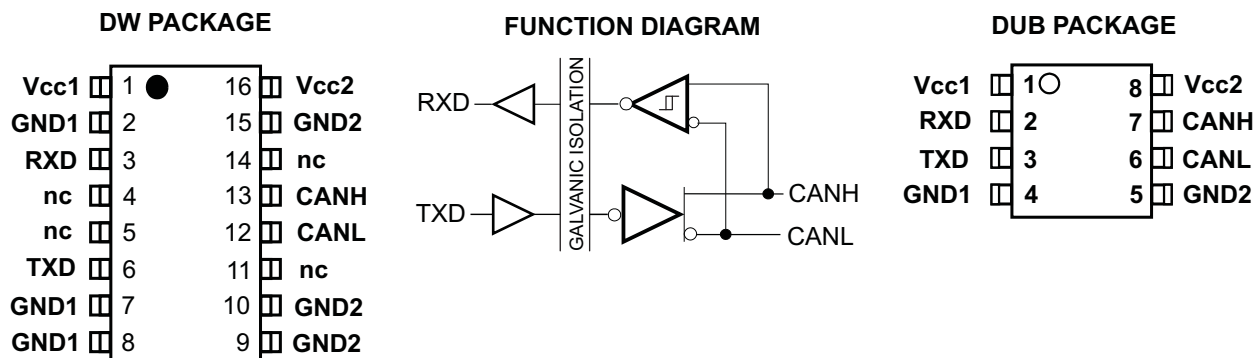 DW PACKAGE
Vcc1 1 16 Vcc2
GND1 2 15 GND2
RXD 3 14 nc
nc 4 13 CANH
nc 5 12 CANL
TXD 6 11 nc
GND1 7 10 GND2
GND1 8 9 GND2
FUNCTION DIAGRAM
RXD
GALVANIC ISOLATION
TXD
CANH
CANL
DUB PACKAGE
Vcc1 1 8 Vcc2
RXD 2 7 CANH
TXD 3 6 CANL
GND1 4 5 GND2